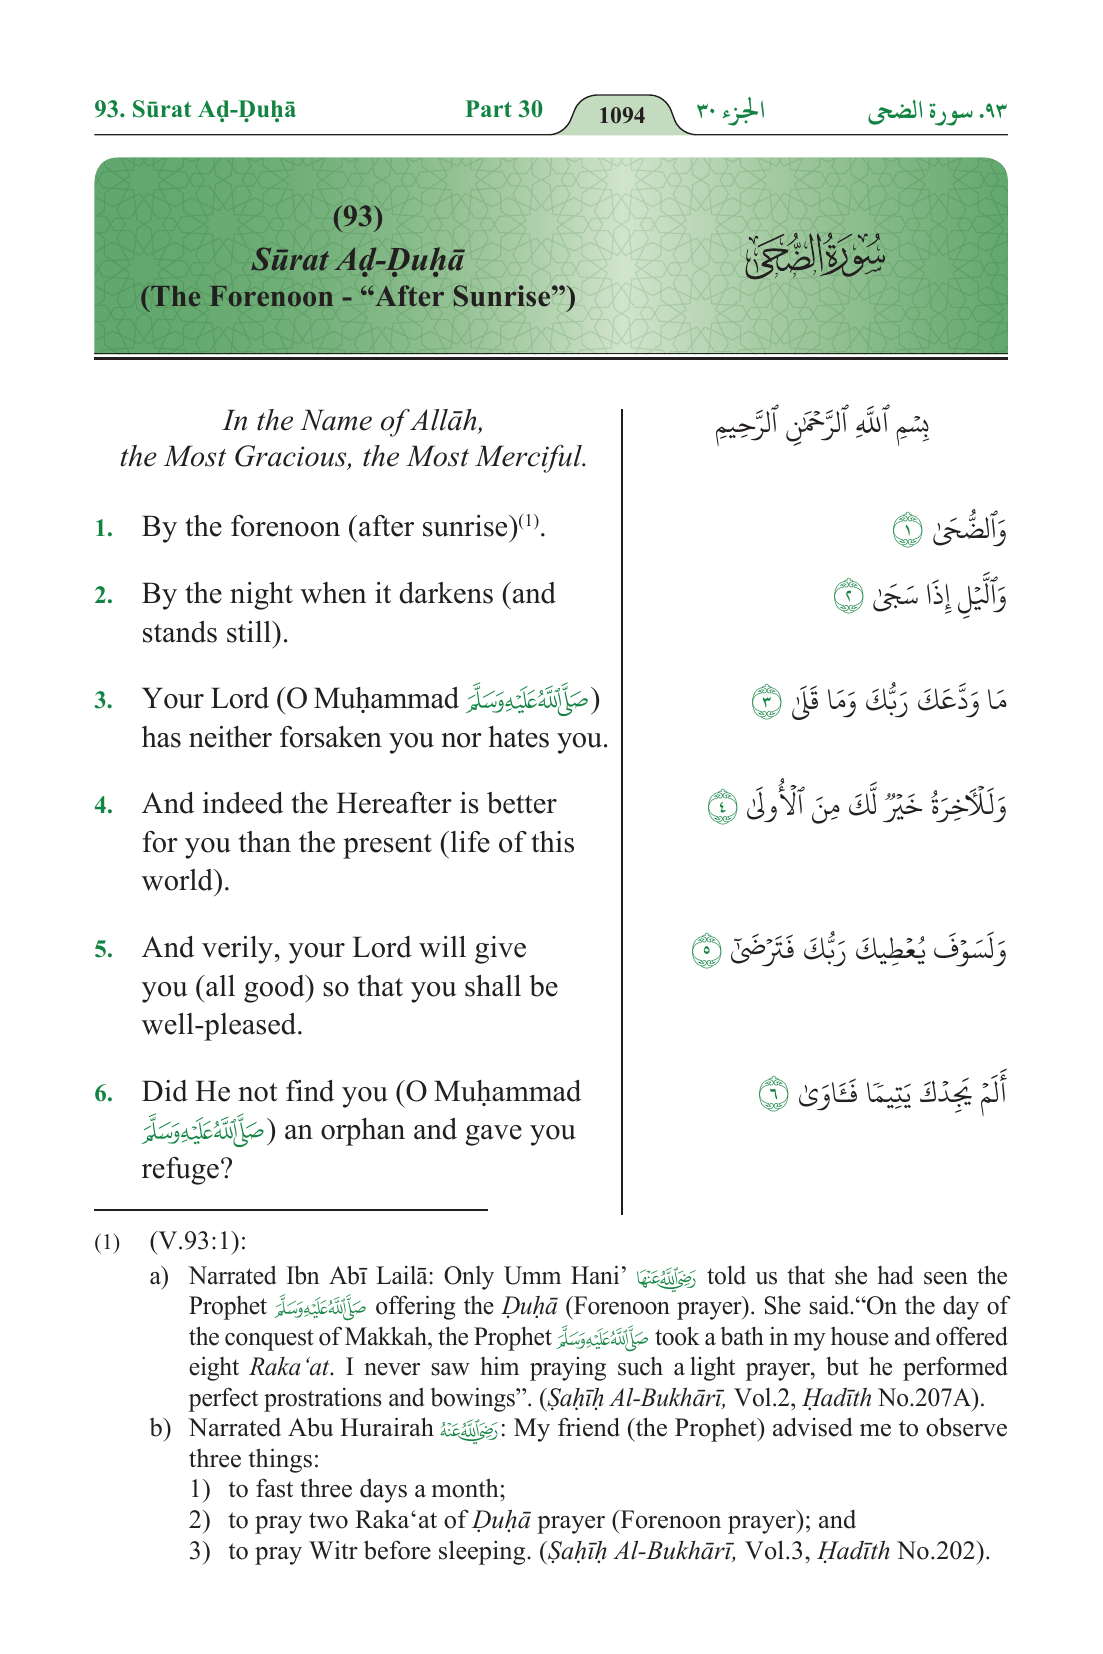 93. Sūrat Aḍ-Ḍuḥā Part 30 1094 الجزء ٣٠ ٩٣. سورة الضحى
(93)
Sūrat Aḍ-Ḍuḥā
(The Forenoon - “After Sunrise”)
سُورَةُ الضُّحَىٰ
In the Name of Allāh,
the Most Gracious, the Most Merciful.
بِسْمِ ٱللَّهِ ٱلرَّحْمَٰنِ ٱلرَّحِيمِ
1. By the forenoon (after sunrise)(1).
وَٱلضُّحَىٰ ١
2. By the night when it darkens (and
stands still).
وَٱلَّيْلِ إِذَا سَجَىٰ ٢
3. Your Lord (O Muḥammad صَلَّى ٱللَّهُ عَلَيْهِ وَسَلَّمَ)
has neither forsaken you nor hates you.
مَا وَدَّعَكَ رَبُّكَ وَمَا قَلَىٰ ٣
4. And indeed the Hereafter is better
for you than the present (life of this
world).
وَلَلْـَٔاخِرَةُ خَيْرٌ لَّكَ مِنَ ٱلْأُولَىٰ ٤
5. And verily, your Lord will give
you (all good) so that you shall be
well-pleased.
وَلَسَوْفَ يُعْطِيكَ رَبُّكَ فَتَرْضَىٰٓ ٥
6. Did He not find you (O Muḥammad
صَلَّى ٱللَّهُ عَلَيْهِ وَسَلَّمَ) an orphan and gave you
refuge?
أَلَمْ يَجِدْكَ يَتِيمًا فَـَٔاوَىٰ ٦
(1) (V.93:1):
a) Narrated Ibn Abī Lailā: Only Umm Hani’ رَضِيَ ٱللَّهُ عَنْهَا told us that she had seen the
Prophet صَلَّى ٱللَّهُ عَلَيْهِ وَسَلَّمَ offering the Ḍuḥā (Forenoon prayer). She said.“On the day of
the conquest of Makkah, the Prophet صَلَّى ٱللَّهُ عَلَيْهِ وَسَلَّمَ took a bath in my house and offered
eight Raka‘at. I never saw him praying such a light prayer, but he performed
perfect prostrations and bowings”. (Ṣaḥīḥ Al-Bukhārī, Vol.2, Ḥadīth No.207A).
b) Narrated Abu Hurairah رَضِيَ ٱللَّهُ عَنْهُ: My friend (the Prophet) advised me to observe
three things:
1) to fast three days a month;
2) to pray two Raka‘at of Ḍuḥā prayer (Forenoon prayer); and
3) to pray Witr before sleeping. (Ṣaḥīḥ Al-Bukhārī, Vol.3, Ḥadīth No.202).